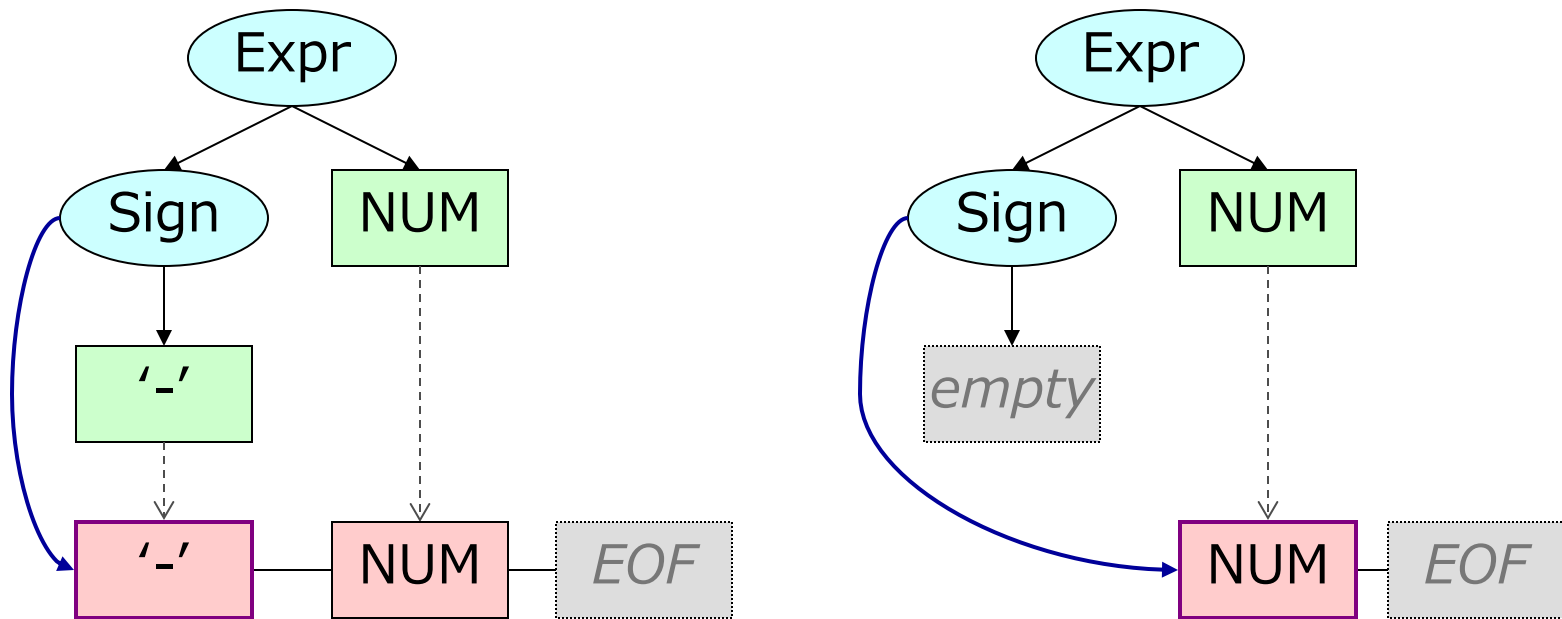 Expr
Sign
NUM
‘-’
‘-’
NUM
EOF
Expr
Sign
NUM
empty
NUM
EOF